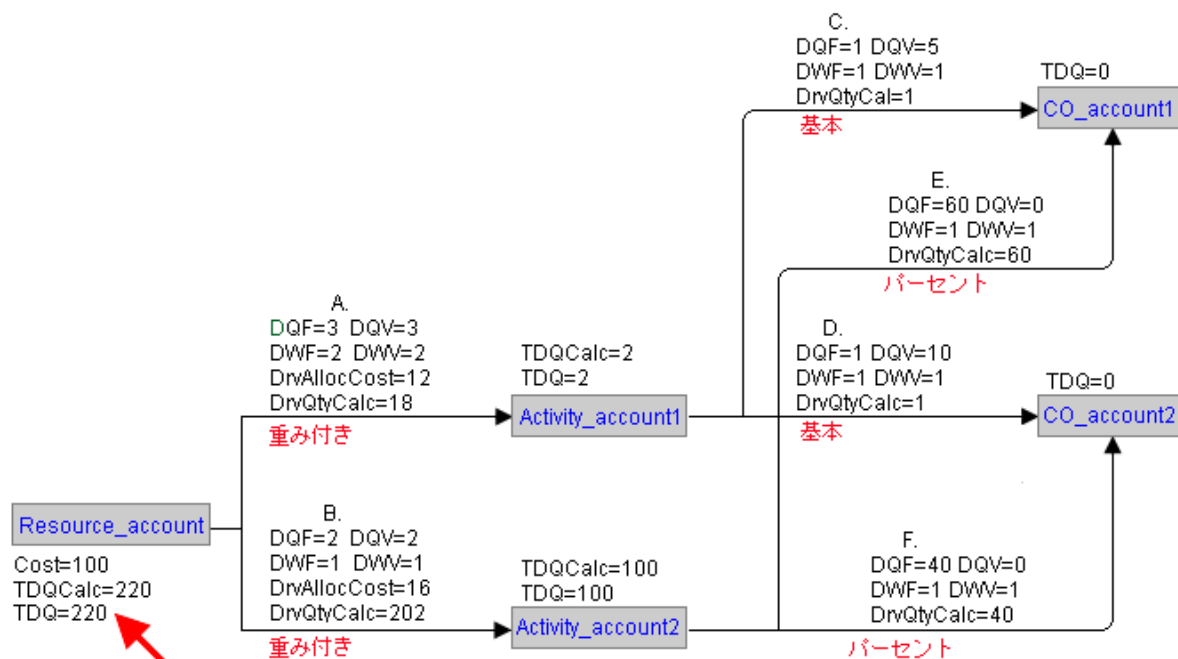 C.
DQF=1 DQV=5
DWF=1 DWV=1
DrvQtyCal=1
基本
TDQ=0
CO_account1
E.
DQF=60 DQV=0
DWF=1 DWV=1
DrvQtyCalc=60
パーセント
A.
DQF=3 DQV=3
DWF=2 DWV=2
DrvAllocCost=12
DrvQtyCalc=18
重み付き
TDQCalc=2
TDQ=2
Activity_account1
D.
DQF=1 DQV=10
DWF=1 DWV=1
DrvQtyCalc=1
基本
TDQ=0
CO_account2
Resource_account
Cost=100
TDQCalc=220
TDQ=220
B.
DQF=2 DQV=2
DWF=1 DWV=1
DrvAllocCost=16
DrvQtyCalc=202
重み付き
TDQCalc=100
TDQ=100
Activity_account2
F.
DQF=40 DQV=0
DWF=1 DWV=1
DrvQtyCalc=40
パーセント